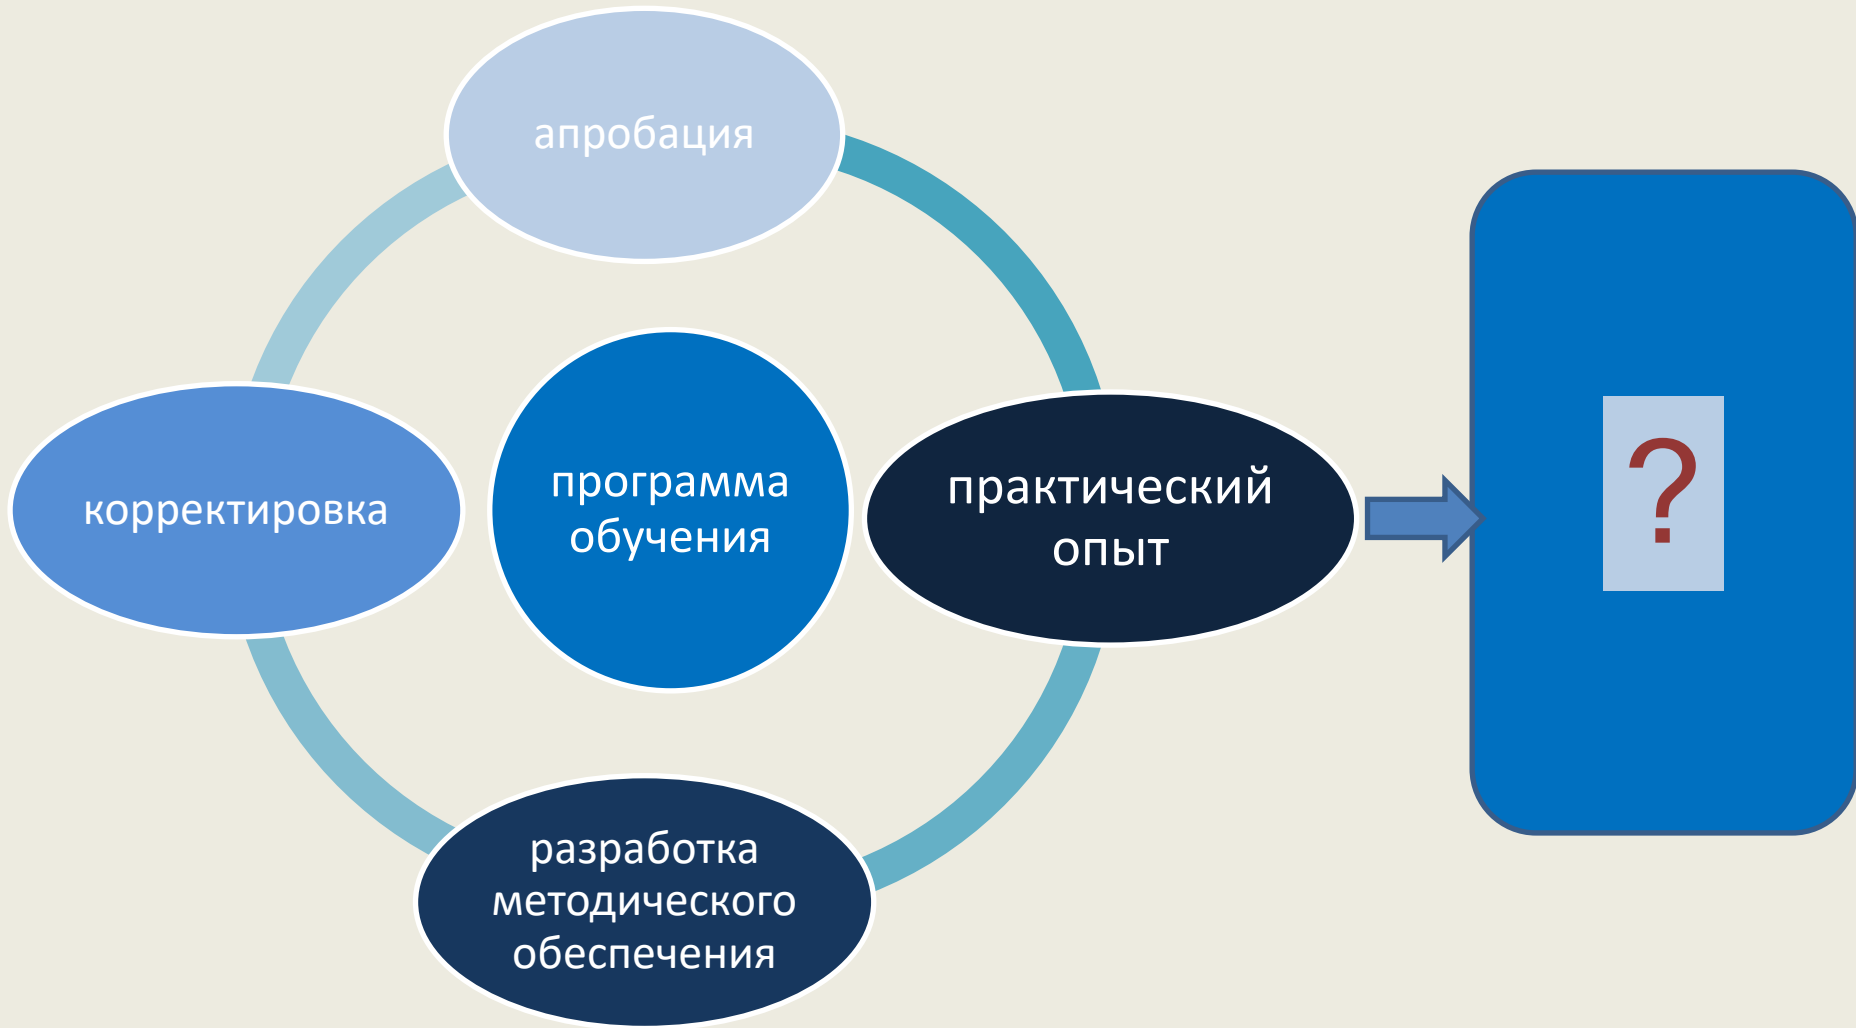 апробация
корректировка
программа
обучения
практический
опыт
?
разработка
методического
обеспечения